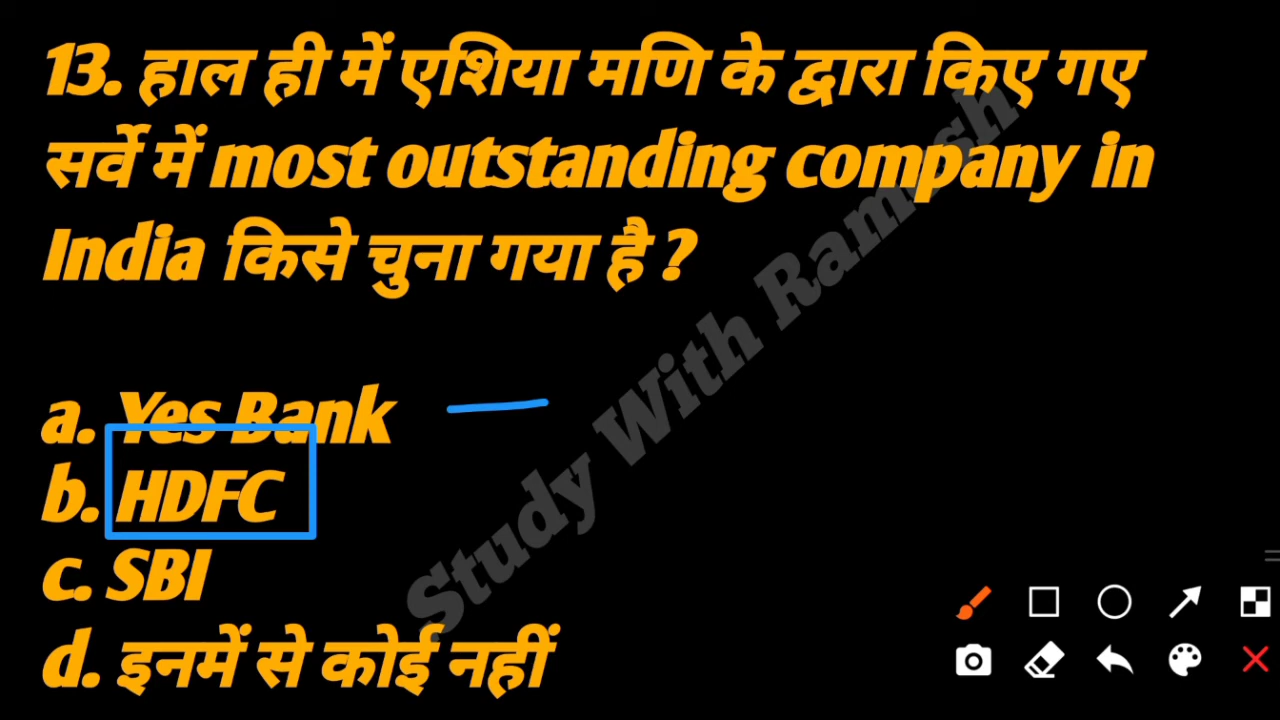 13. हाल ही में एशिया मणि के द्वारा किए गए
सर्वे में most outstanding company in
India किसे चुना गया है ?
a. Yes Bank
b. HDFC
c. SBI
d. इनमें से कोई नहीं
Study With Ramesh